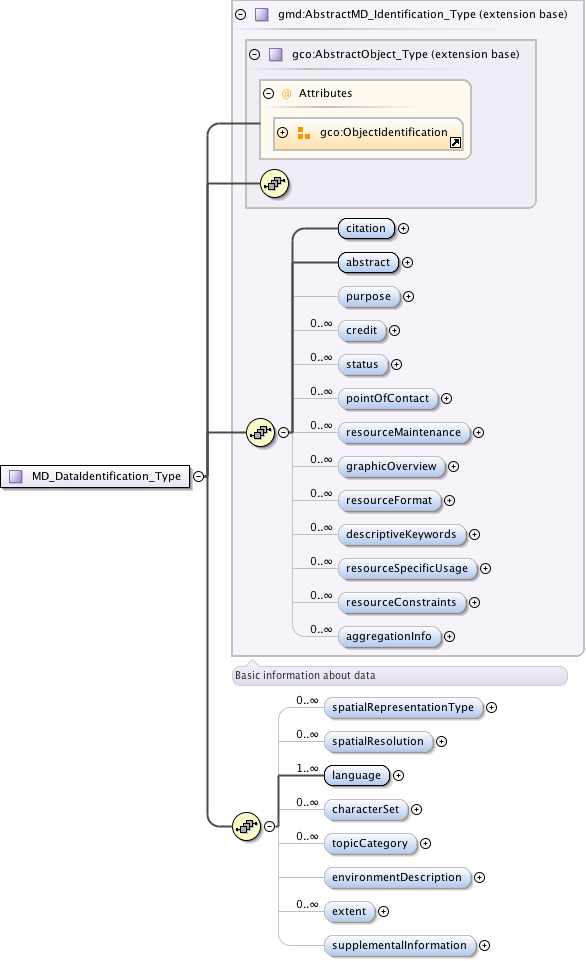 gmd:AbstractMD_Identification_Type (extension base)
gco:AbstractObject_Type (extension base)
@ Attributes
gco:ObjectIdentification
citation
abstract
purpose
0..∞ credit
0..∞ status
0..∞ pointOfContact
0..∞ resourceMaintenance
0..∞ graphicOverview
0..∞ resourceFormat
0..∞ descriptiveKeywords
0..∞ resourceSpecificUsage
0..∞ resourceConstraints
0..∞ aggregationInfo
MD_DataIdentification_Type
Basic information about data
0..∞ spatialRepresentationType
0..∞ spatialResolution
1..∞ language
0..∞ characterSet
0..∞ topicCategory
environmentDescription
0..∞ extent
supplementalInformation